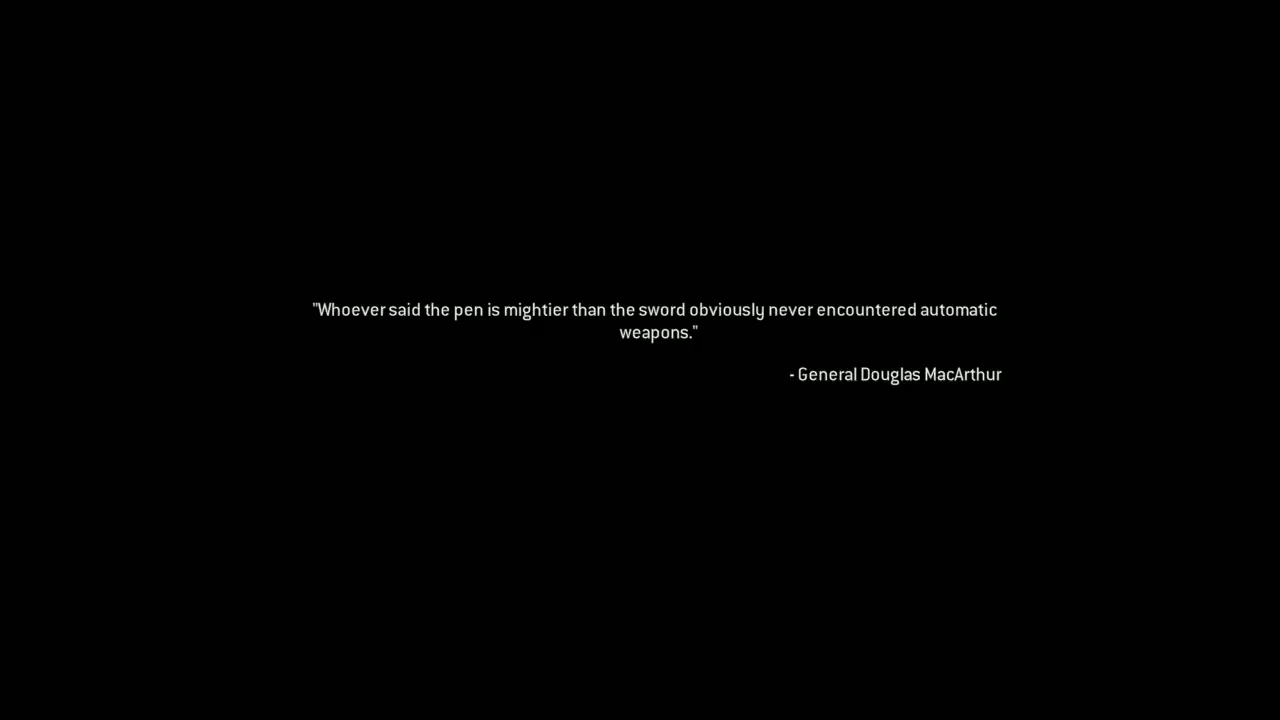 "Whoever said the pen is mightier than the sword obviously never encountered automatic
weapons."
- General Douglas MacArthur